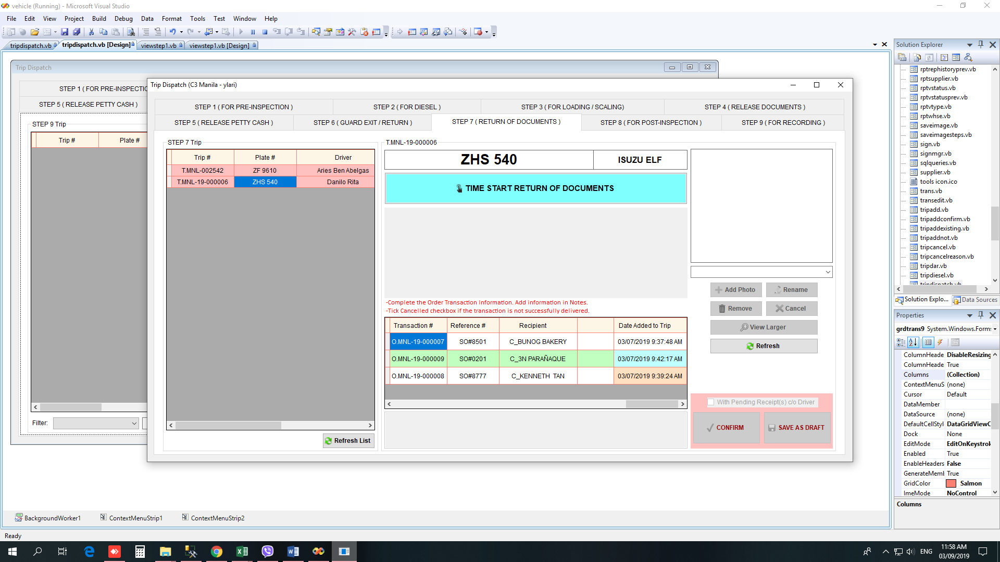 vehicle (Running) - Microsoft Visual Studio
File Edit View Project Build Debug Data Format Tools Test Window Help
tripdispatch.vb tripdispatch.vb [Design] viewstep1.vb viewstep1.vb [Design]
Trip Dispatch
STEP 1 ( FOR PRE-INSPECTIO
STEP 5 ( RELEASE PETTY CASH )
STEP 9 Trip
Trip # Plate #
Filter:
Trip Dispatch (C3 Manila - ylari)
STEP 1 ( FOR PRE-INSPECTION ) STEP 2 ( FOR DIESEL ) STEP 3 ( FOR LOADING / SCALING) STEP 4 ( RELEASE DOCUMENTS )
STEP 5 ( RELEASE PETTY CASH ) STEP 6 ( GUARD EXIT / RETURN ) STEP 7 ( RETURN OF DOCUMENTS ) STEP 8 ( FOR POST-INSPECTION ) STEP 9 ( FOR RECORDING )
STEP 7 Trip
Trip # Plate # Driver
T.MNL-002542 ZF 9610 Aries Ben Abelgas
T.MNL-19-000006 ZHS 540 Danilo Rita
Refresh List
T.MNL-19-000006
ZHS 540 ISUZU ELF
TIME START RETURN OF DOCUMENTS
-Complete the Order Transaction Information. Add information in Notes.
-Tick Cancelled checkbox if the transaction is not successfully delivered.
Transaction # Reference # Recipient Date Added to Trip
O.MNL-19-000007 SO#8501 C_BUNOG BAKERY 03/07/2019 9:37:48 AM
O.MNL-19-000009 SO#0201 C_3N PARAÑAQUE 03/07/2019 9:42:17 AM
O.MNL-19-000008 SO#8777 C_KENNETH TAN 03/07/2019 9:39:24 AM
Add Photo Rename
Remove Cancel
View Larger
Refresh
With Pending Receipt(s) c/o Driver
CONFIRM SAVE AS DRAFT
BackgroundWorker1 ContextMenuStrip1 ContextMenuStrip2
Solution Explorer
rptrephistoryprev.vb
rptsupplier.vb
rptvstatus.vb
rptvstatusprev.vb
rptvtype.vb
rptwhse.vb
saveimage.vb
saveimagesteps.vb
sign.vb
signmgr.vb
sqlqueries.vb
supplier.vb
tools icon.ico
trans.vb
transedit.vb
tripadd.vb
tripaddconfirm.vb
tripaddexisting.vb
tripaddnot.vb
tripcancel.vb
tripcancelreason.vb
tripdar.vb
tripdiesel.vb
tripdispatch.vb
Solution Explo... Data Sources
Properties
grdtrans9 System.Windows.Forms
ColumnHeade DisableResizing
ColumnHeade True
Columns (Collection)
ContextMenuS (none)
Cursor Default
DataMember
DataSource (none)
DefaultCellStyl DataGridViewC
Dock None
EditMode EditOnKeystrok
Enabled True
EnableHeaders False
GenerateMemb True
GridColor Salmon
ImeMode NoControl
Columns
Ready
ENG
11:58 AM
03/09/2019